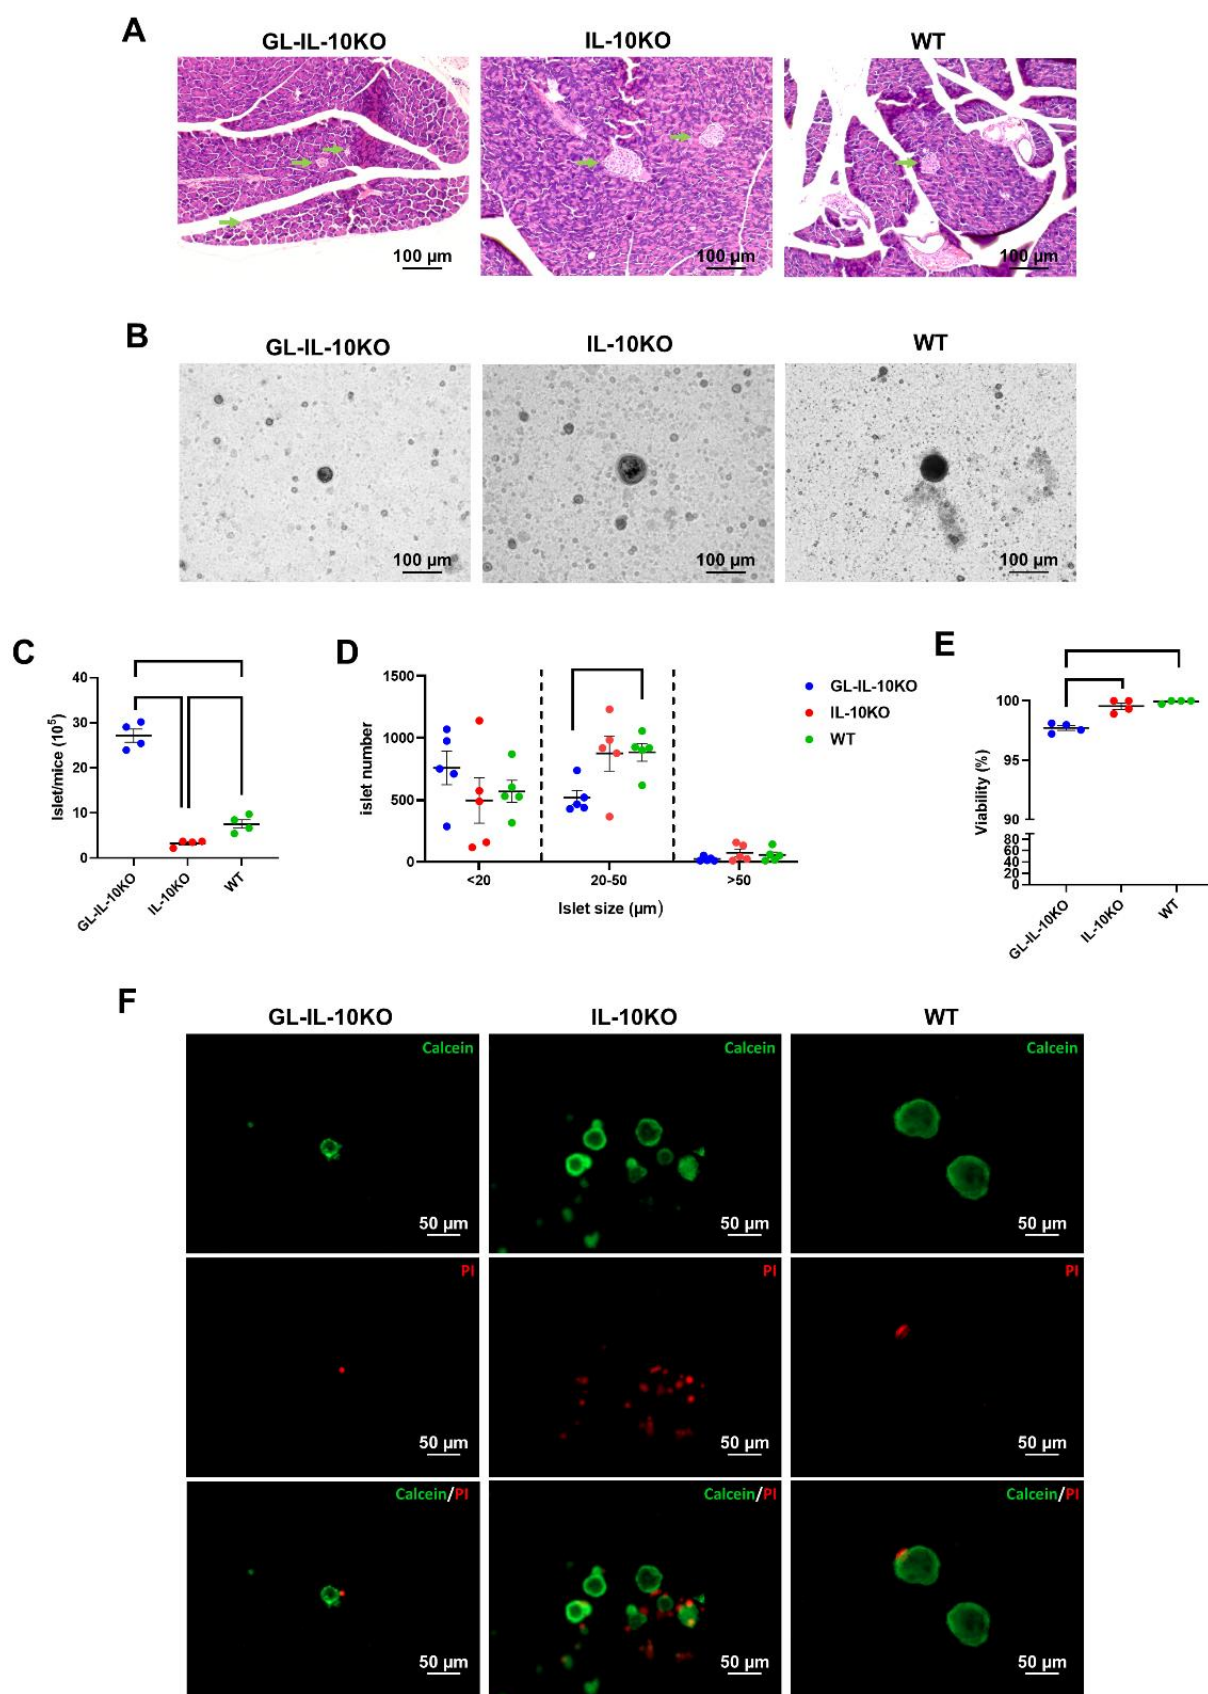 A
GL-IL-10KO IL-10KO WT
100 µm 100 µm 100 µm
B
GL-IL-10KO IL-10KO WT
100 µm 100 µm 100 µm
C
Islet/mice (10⁵)
40
30
20
10
0
GL-IL-10KO IL-10KO WT
D
islet number
1500
1000
500
0
<20 20-50 >50
Islet size (µm)
GL-IL-10KO
IL-10KO
WT
E
Viability (%)
100
95
90
80
60
40
20
0
GL-IL-10KO IL-10KO WT
F
GL-IL-10KO IL-10KO WT
Calcein Calcein Calcein
50 µm 50 µm 50 µm
PI PI PI
50 µm 50 µm 50 µm
Calcein/PI Calcein/PI Calcein/PI
50 µm 50 µm 50 µm